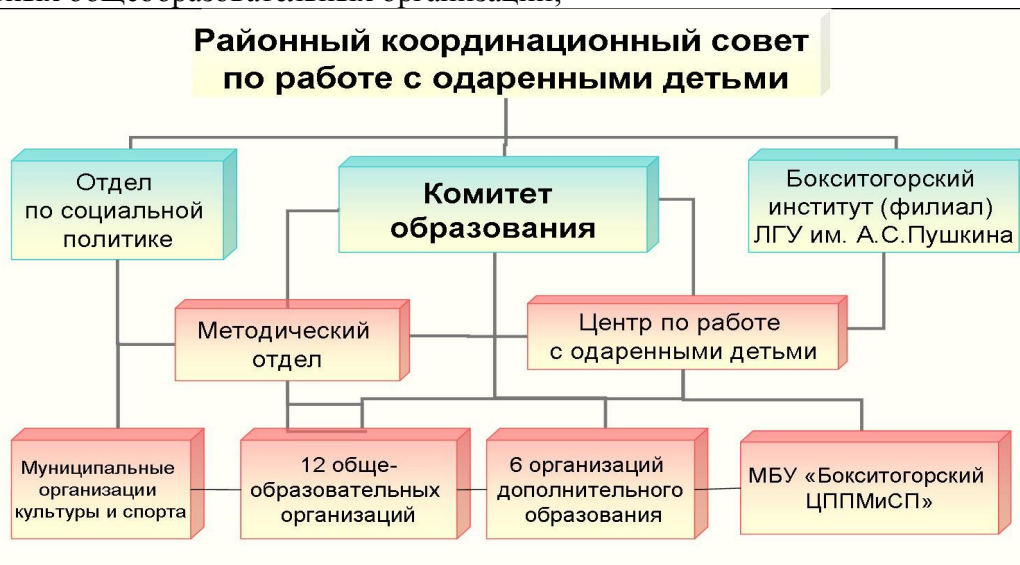 Районный координационный совет
по работе с одаренными детьми
Отдел
по социальной
политике
Комитет
образования
Бокситогорский
институт (филиал)
ЛГУ им. А.С.Пушкина
Методический
отдел
Центр по работе
с одаренными детьми
Муниципальные
организации
культуры и спорта
12 обще-
образовательных
организаций
6 организаций
дополнительного
образования
МБУ «Бокситогорский
ЦППМиСП»